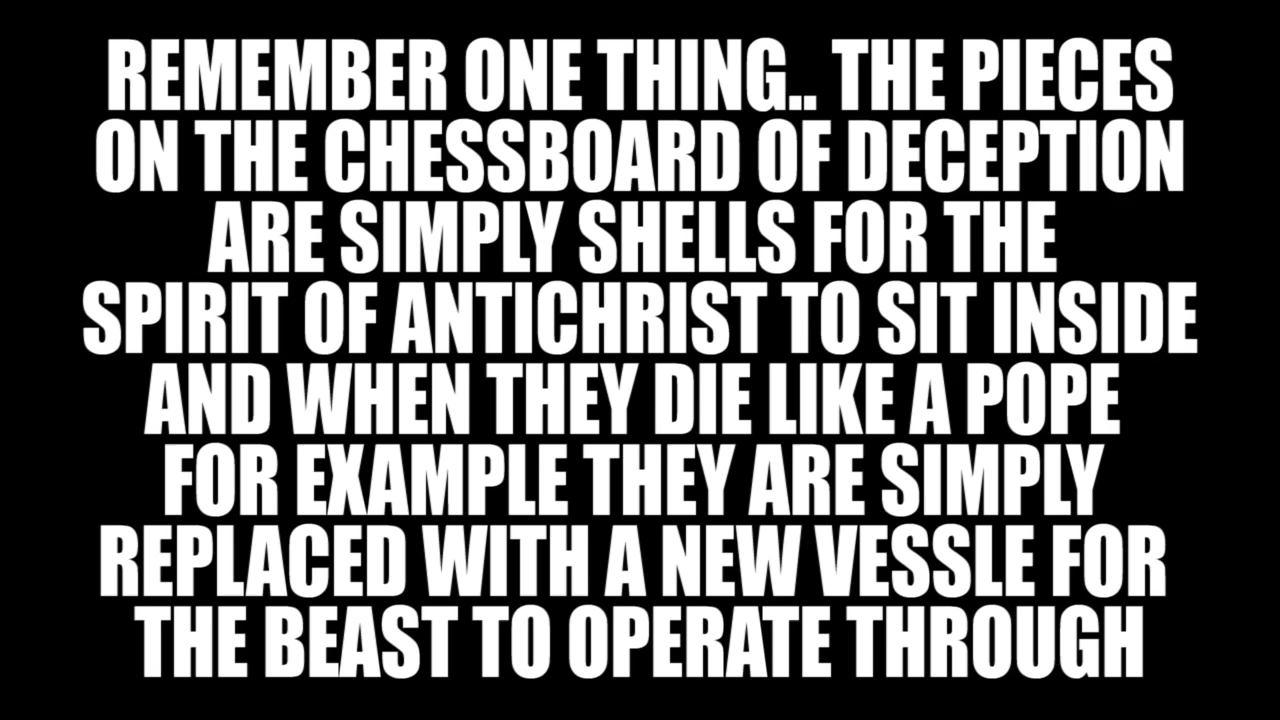 REMEMBER ONE THING.. THE PIECES
ON THE CHESSBOARD OF DECEPTION
ARE SIMPLY SHELLS FOR THE
SPIRIT OF ANTICHRIST TO SIT INSIDE
AND WHEN THEY DIE LIKE A POPE
FOR EXAMPLE THEY ARE SIMPLY
REPLACED WITH A NEW VESSLE FOR
THE BEAST TO OPERATE THROUGH